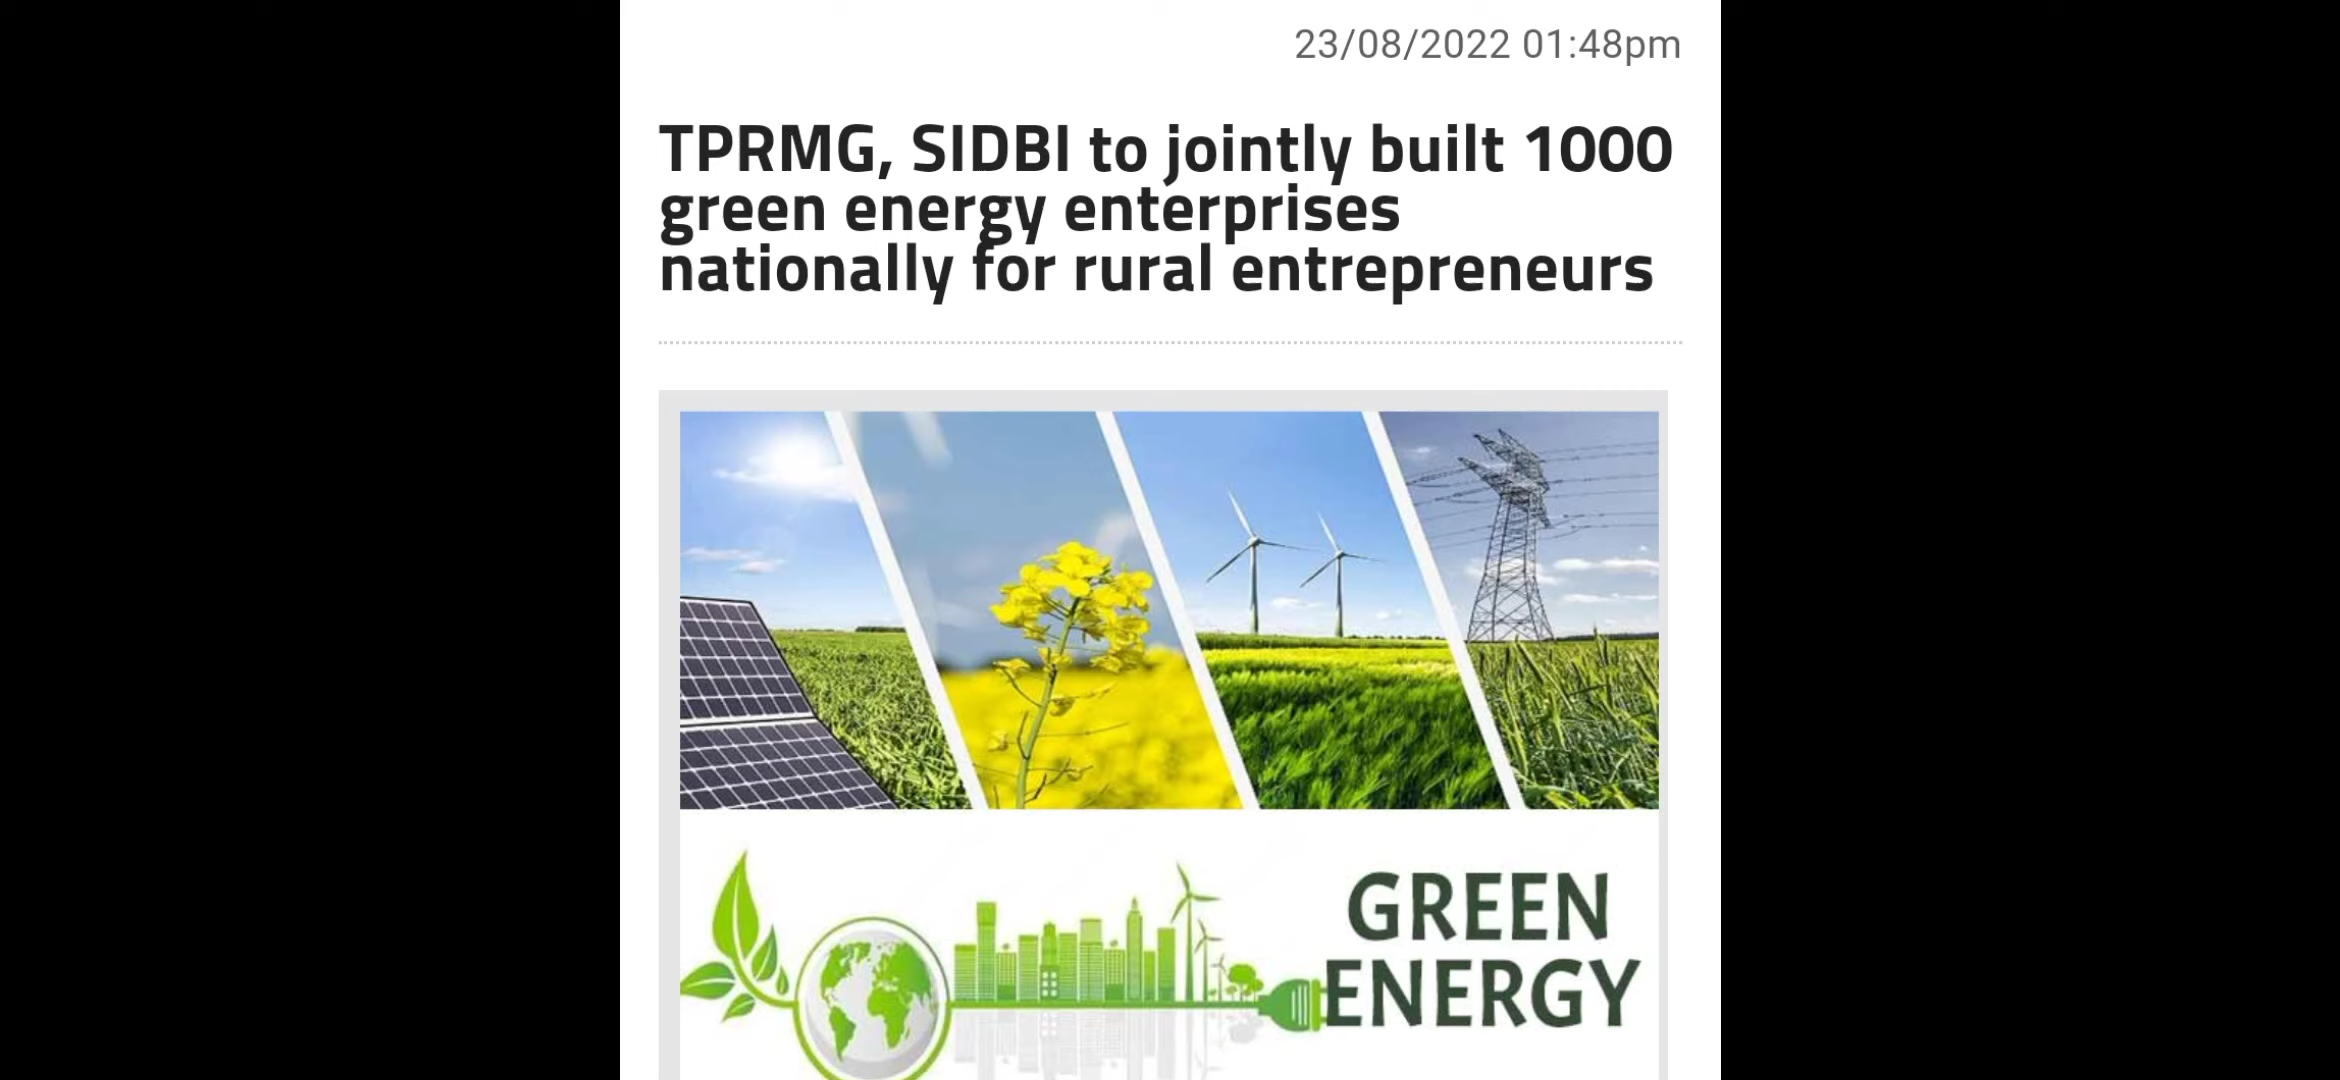 23/08/2022 01:48pm
TPRMG, SIDBI to jointly built 1000
green energy enterprises
nationally for rural entrepreneurs
GREEN
ENERGY